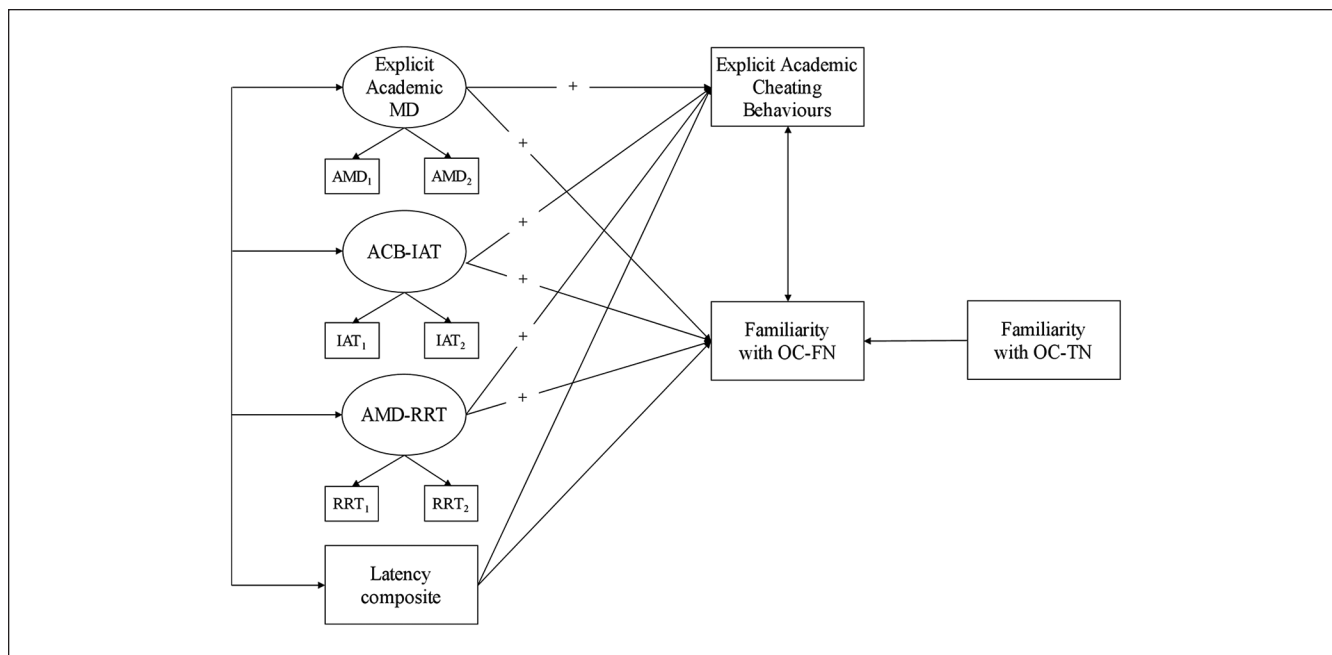 Explicit
Academic
MD
AMD₁
AMD₂
ACB-IAT
IAT₁
IAT₂
AMD-RRT
RRT₁
RRT₂
Latency
composite
+
+
+
+
+
+
Explicit Academic
Cheating
Behaviours
Familiarity
with OC-FN
Familiarity
with OC-TN